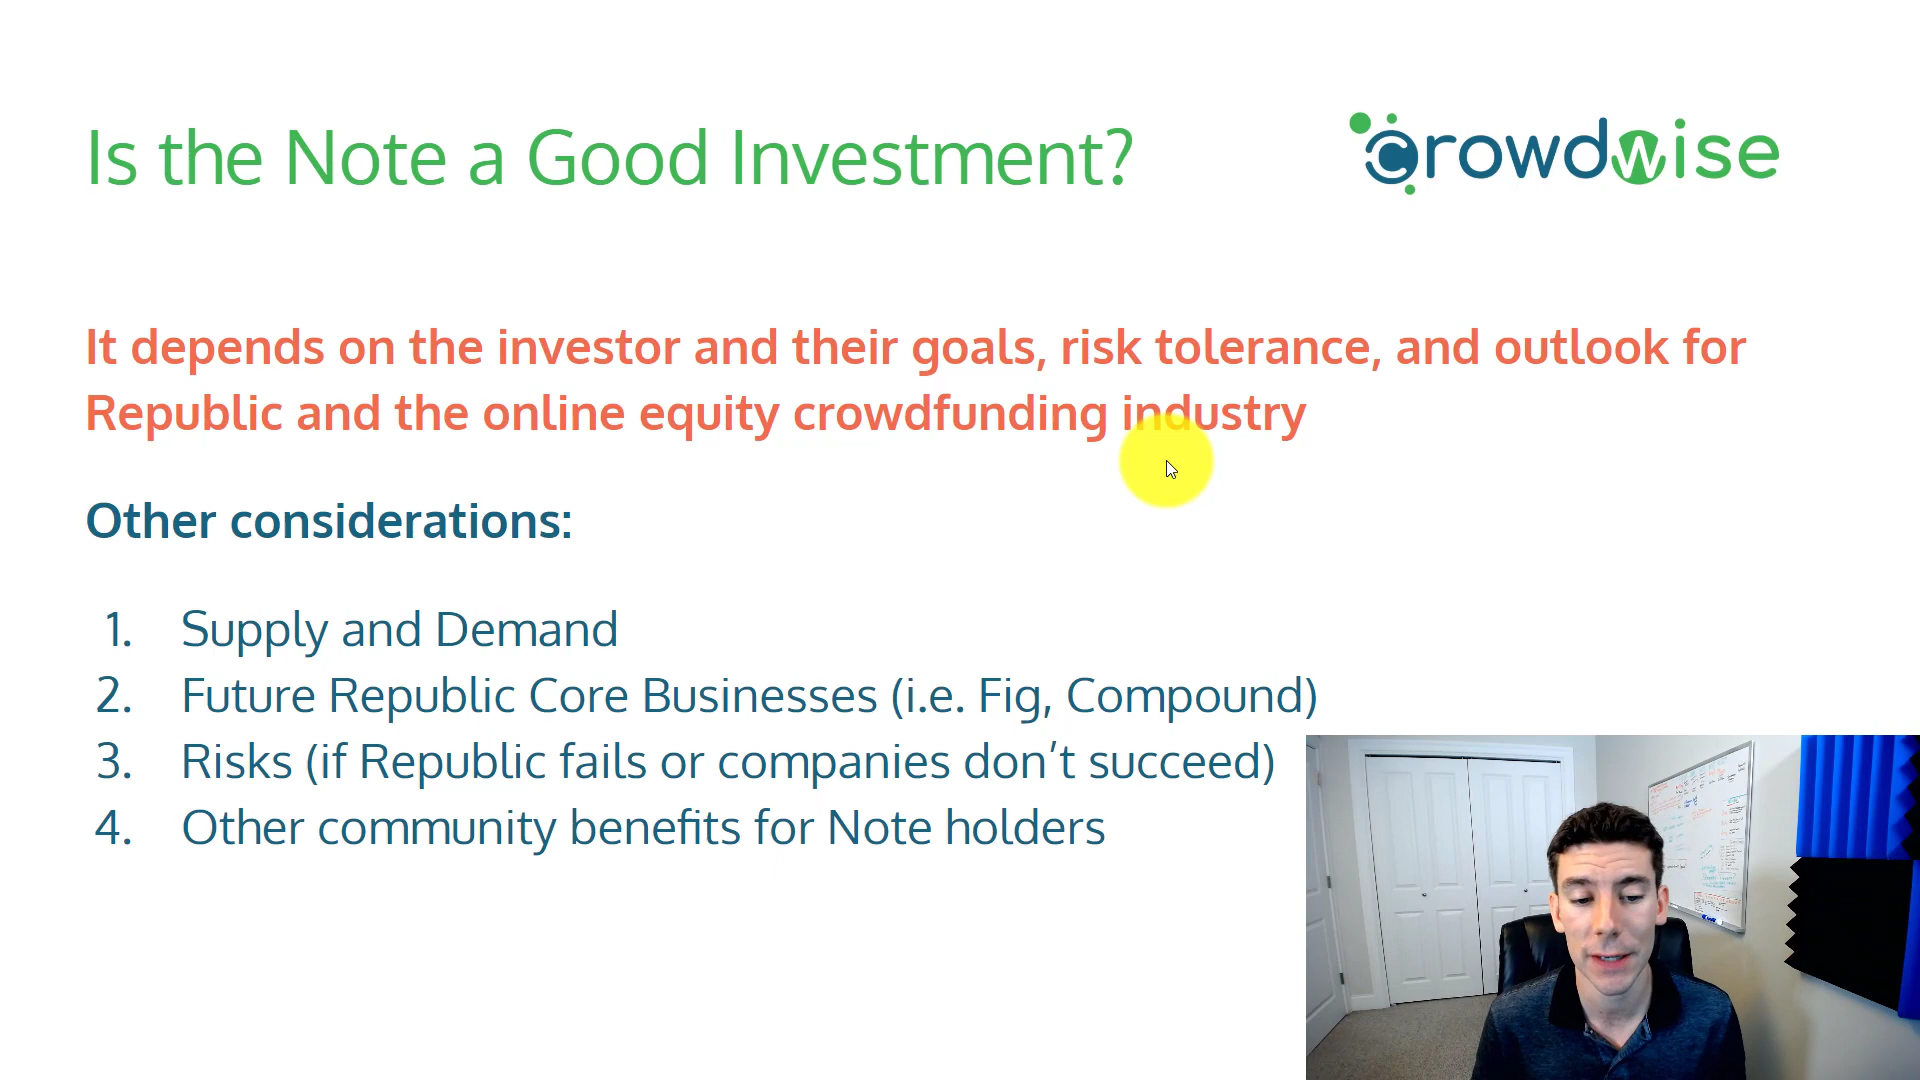 Is the Note a Good Investment?
crowdwise
It depends on the investor and their goals, risk tolerance, and outlook for
Republic and the online equity crowdfunding industry
Other considerations:
1. Supply and Demand
2. Future Republic Core Businesses (i.e. Fig, Compound)
3. Risks (if Republic fails or companies don’t succeed)
4. Other community benefits for Note holders